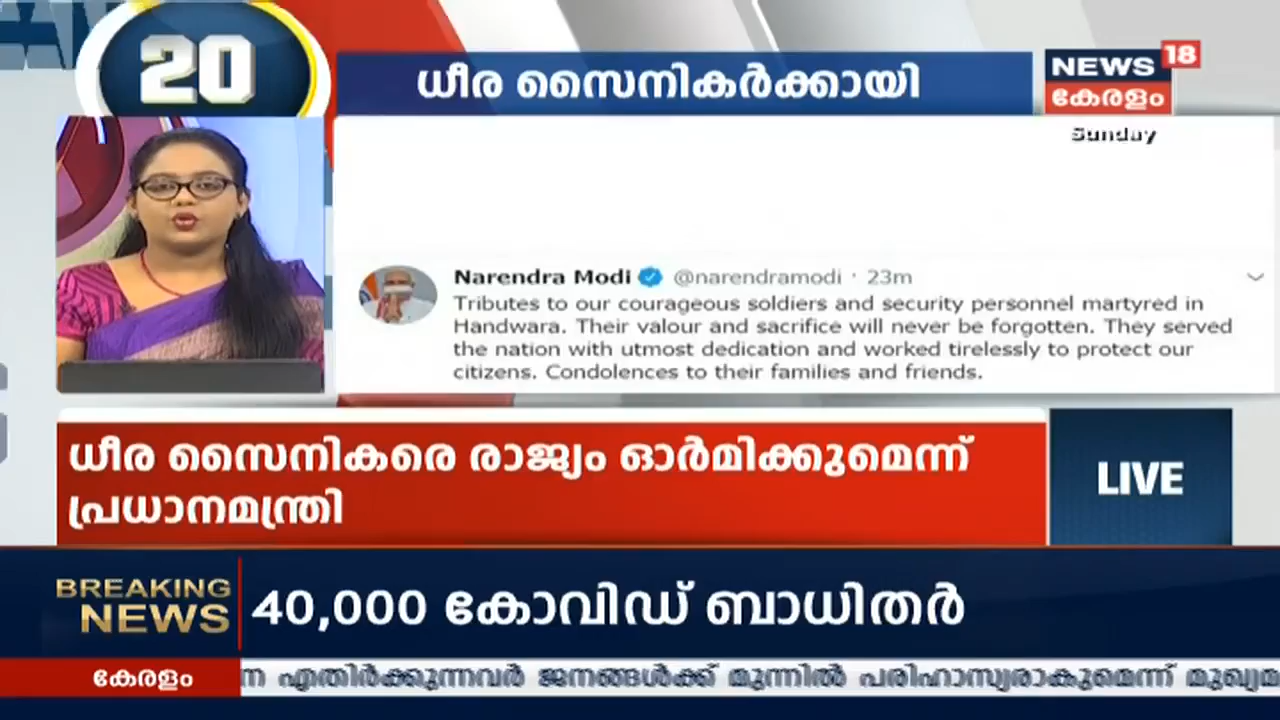 20
ധീര സൈനികർക്കായി
NEWS 18
കേരളം
Sunday
Narendra Modi @narendramodi · 23m
Tributes to our courageous soldiers and security personnel martyred in
Handwara. Their valour and sacrifice will never be forgotten. They served
the nation with utmost dedication and worked tirelessly to protect our
citizens. Condolences to their families and friends.
ധീര സൈനികരെ രാജ്യം ഓർമിക്കുമെന്ന്
പ്രധാനമന്ത്രി
LIVE
BREAKING
NEWS
40,000 കോവിഡ് ബാധിതർ
കേരളം
ന എതിർക്കുന്നവർ ജനങ്ങൾക്ക് മുന്നിൽ പരിഹാസ്യരാകുമെന്ന് മുഖ്യമ